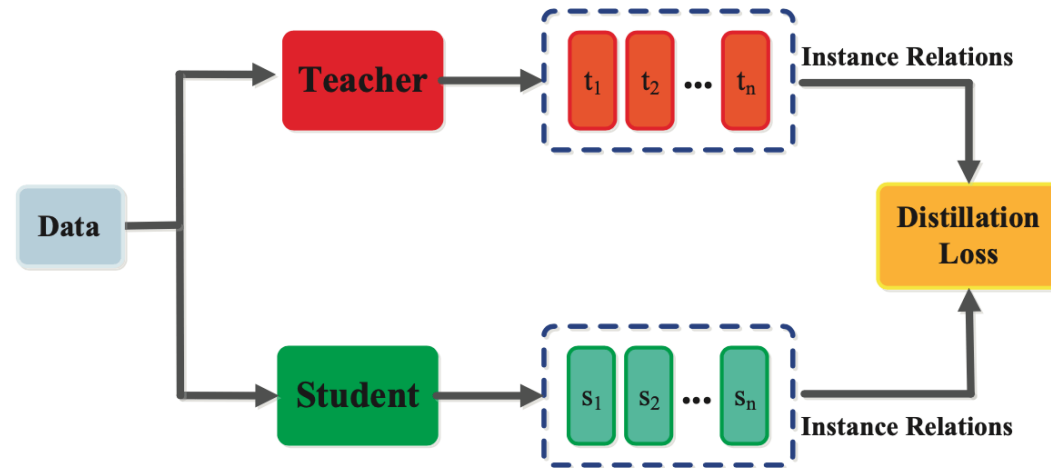 Teacher
t1 t2 ... tn
Instance Relations
Data
Distillation
Loss
Student
s1 s2 ... sn
Instance Relations